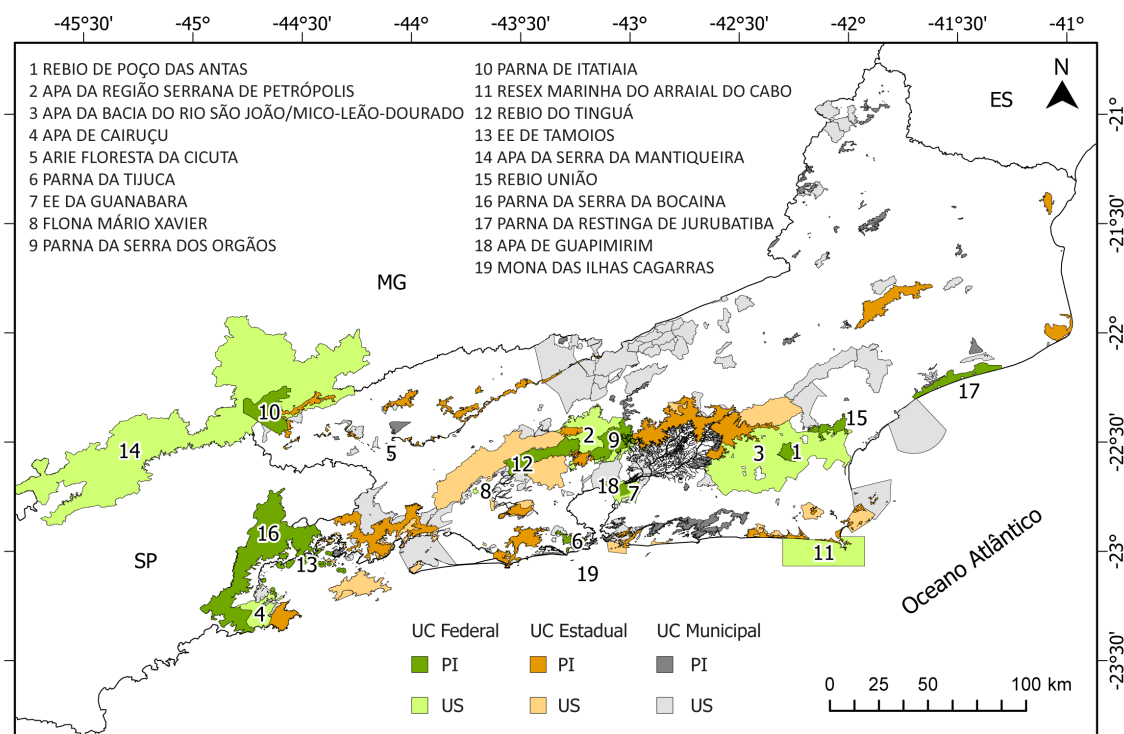 -45°30'
-45°
-44°30'
-44°
-43°30'
-43°
-42°30'
-42°
-41°30'
-41°
1 REBIO DE POÇO DAS ANTAS
2 APA DA REGIÃO SERRANA DE PETRÓPOLIS
3 APA DA BACIA DO RIO SÃO JOÃO/MICO-LEÃO-DOURADO
4 APA DE CAIRUÇU
5 ARIE FLORESTA DA CICUTA
6 PARNA DA TIJUCA
7 EE DA GUANABARA
8 FLONA MÁRIO XAVIER
9 PARNA DA SERRA DOS ORGÃOS
10 PARNA DE ITATIAIA
11 RESEX MARINHA DO ARRAIAL DO CABO
12 REBIO DO TINGUÁ
13 EE DE TAMOIOS
14 APA DA SERRA DA MANTIQUEIRA
15 REBIO UNIÃO
16 PARNA DA SERRA DA BOCAINA
17 PARNA DA RESTINGA DE JURUBATIBA
18 APA DE GUAPIMIRIM
19 MONA DAS ILHAS CAGARRAS
N
ES
MG
SP
Oceano Atlântico
-21°
-21°30'
-22°
-22°30'
-23°
-23°30'
10
17
14
5
2
9
15
12
3
1
8
18
7
16
6
13
11
19
4
UC Federal
PI
US
UC Estadual
PI
US
UC Municipal
PI
US
0 25 50 100 km